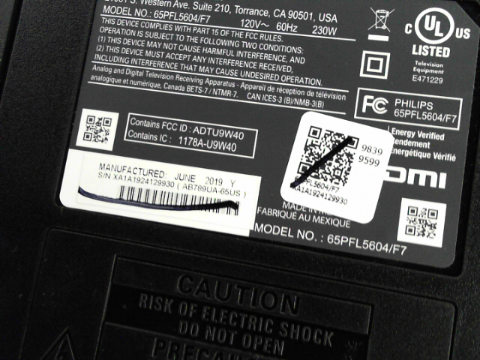 S. Western Ave. Suite 210, Torrance, CA 90501, USA
MODEL NO. : 65PFL5604/F7 120V~ 60Hz 230W
THIS DEVICE COMPLIES WITH PART 15 OF THE FCC RULES.
OPERATION IS SUBJECT TO THE FOLLOWING TWO CONDITIONS:
(1) THIS DEVICE MAY NOT CAUSE HARMFUL INTERFERENCE, AND
(2) THIS DEVICE MUST ACCEPT ANY INTERFERENCE RECEIVED,
INCLUDING INTERFERENCE THAT MAY CAUSE UNDESIRED OPERATION.
Analog and Digital Television Receiving Apparatus - Appareil de réception de télévision
analogique et numérique, Canada BETS-7 / NTMR-7. CAN ICES-3 (B)/NMB-3(B)
C UL US
LISTED
Television
Equipment
E471229
FC PHILIPS
65PFL5604/F7
Energy Verified
Rendement
Énergétique Vérifié
Contains FCC ID : ADTU9W40
Contains IC : 1178A-U9W40
9839
9599
PFL5604/F7
XA1A1924129930
MANUFACTURED: JUNE 2019 Y
S/N XA1A1924129930 ( AB799UA-65US )
FABRIQUÉ AU MEXIQUE
MODEL NO. : 65PFL5604/F7
CAUTION
RISK OF ELECTRIC SHOCK
DO NOT OPEN